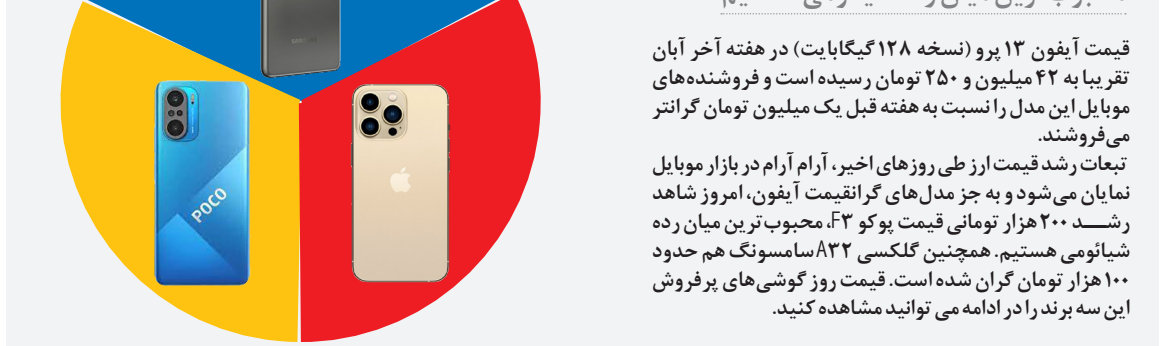 قیمت آیفون ۱۳ پرو (نسخه ۱۲۸ گیگابایت) در هفته آخر آبان
تقریبا به ۴۲ میلیون و ۲۵۰ تومان رسیده است و فروشنده‌های
موبایل این مدل را نسبت به هفته قبل یک میلیون تومان گرانتر
می‌فروشند.
تبعات رشد قیمت ارز طی روزهای اخیر، آرام آرام در بازار موبایل
نمایان می‌شود و به جز مدل‌های گرانقیمت آیفون، امروز شاهد
رشد ۲۰۰ هزار تومانی قیمت پوکو F۳، محبوب‌ترین میان رده
شیائومی هستیم. همچنین گلکسی A۳۲ سامسونگ هم حدود
۱۰۰ هزار تومان گران شده است. قیمت روز گوشی‌های پرفروش
این سه برند را در ادامه می توانید مشاهده کنید.
SAMSUNG
POCO